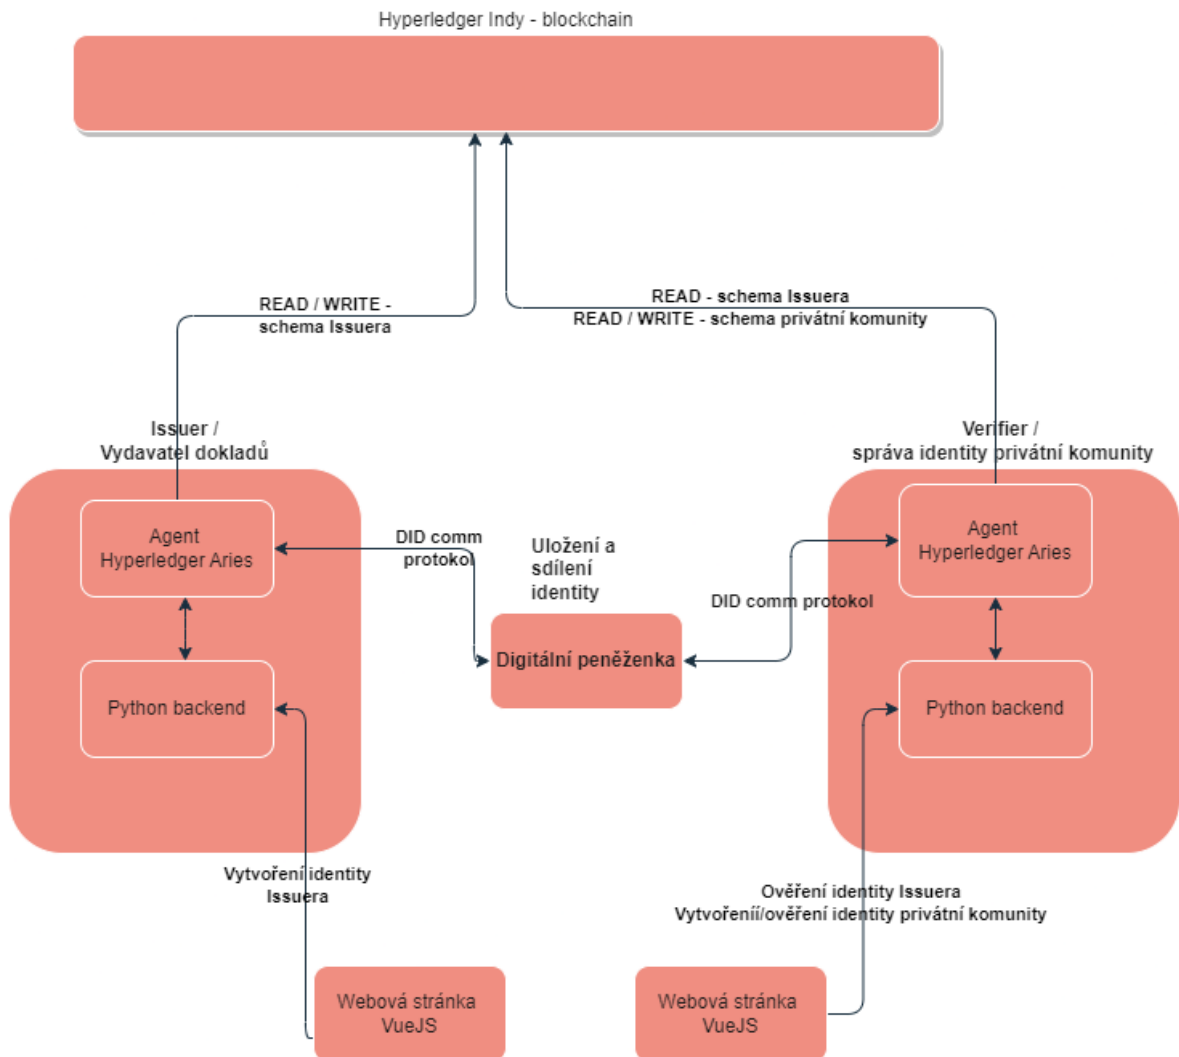 Hyperledger Indy - blockchain
READ / WRITE -
schema Issuera
READ - schema Issuera
READ / WRITE - schema privátní komunity
Issuer /
Vydavatel dokladů
Verifier /
správa identity privátní komunity
Agent
Hyperledger Aries
DID comm
protokol
Uložení a
sdílení
identity
Agent
Hyperledger Aries
DID comm protokol
Digitální peněženka
Python backend
Python backend
Vytvoření identity
Issuera
Ověření identity Issuera
Vytvořeníí/ověření identity privátní komunity
Webová stránka
VueJS
Webová stránka
VueJS